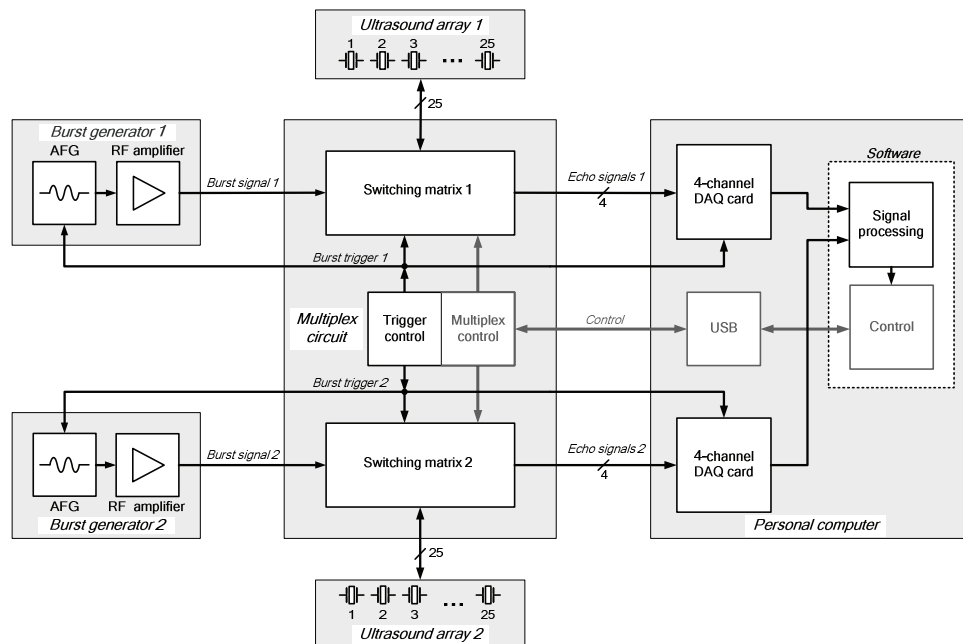 Ultrasound array 1
1 2 3 25
...
25
Burst generator 1
AFG RF amplifier
Burst signal 1
Switching matrix 1
Echo signals 1
4
4-channel
DAQ card
Software
Signal
processing
Burst trigger 1
Multiplex
circuit
Trigger
control
Multiplex
control
Control
USB
Control
Burst trigger 2
Burst signal 2
Switching matrix 2
Echo signals 2
4
4-channel
DAQ card
AFG RF amplifier
Burst generator 2
Personal computer
25
...
1 2 3 25
Ultrasound array 2